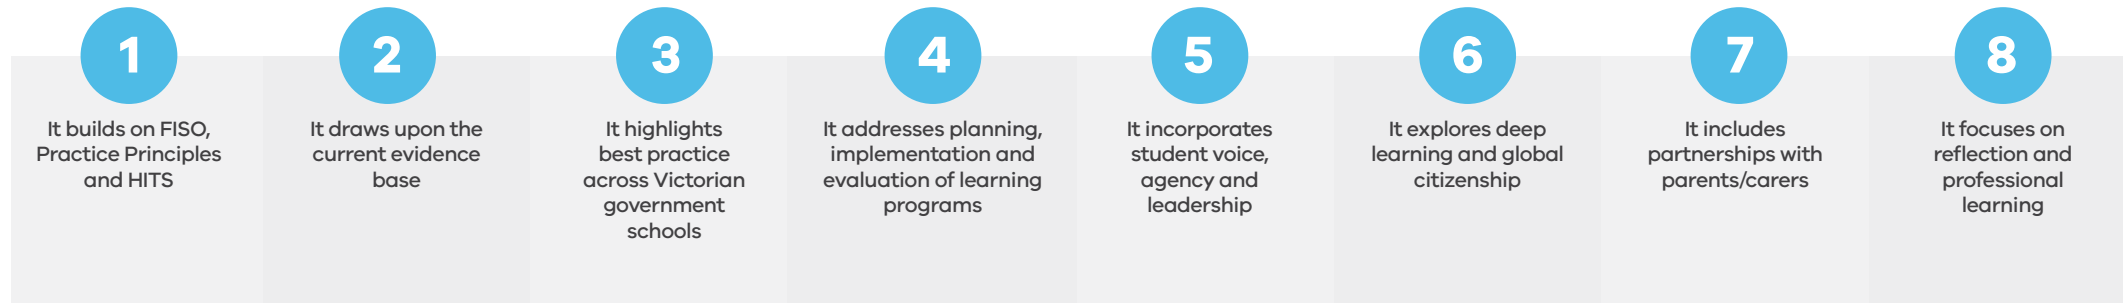 1
It builds on FISO,
Practice Principles
and HITS
2
It draws upon the
current evidence
base
3
It highlights
best practice
across Victorian
government
schools
4
It addresses planning,
implementation and
evaluation of learning
programs
5
It incorporates
student voice,
agency and
leadership
6
It explores deep
learning and global
citizenship
7
It includes
partnerships with
parents/carers
8
It focuses on
reflection and
professional
learning